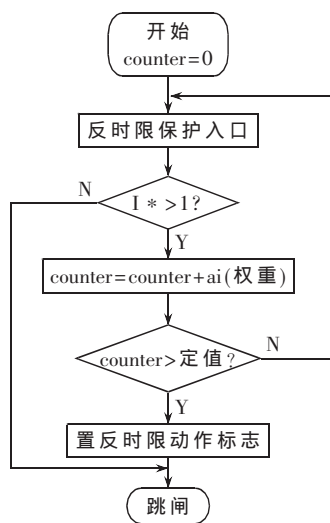 开始
counter=0
反时限保护入口
N
I*>1?
Y
counter=counter+ai(权重)
counter>定值?
N
Y
置反时限动作标志
跳闸